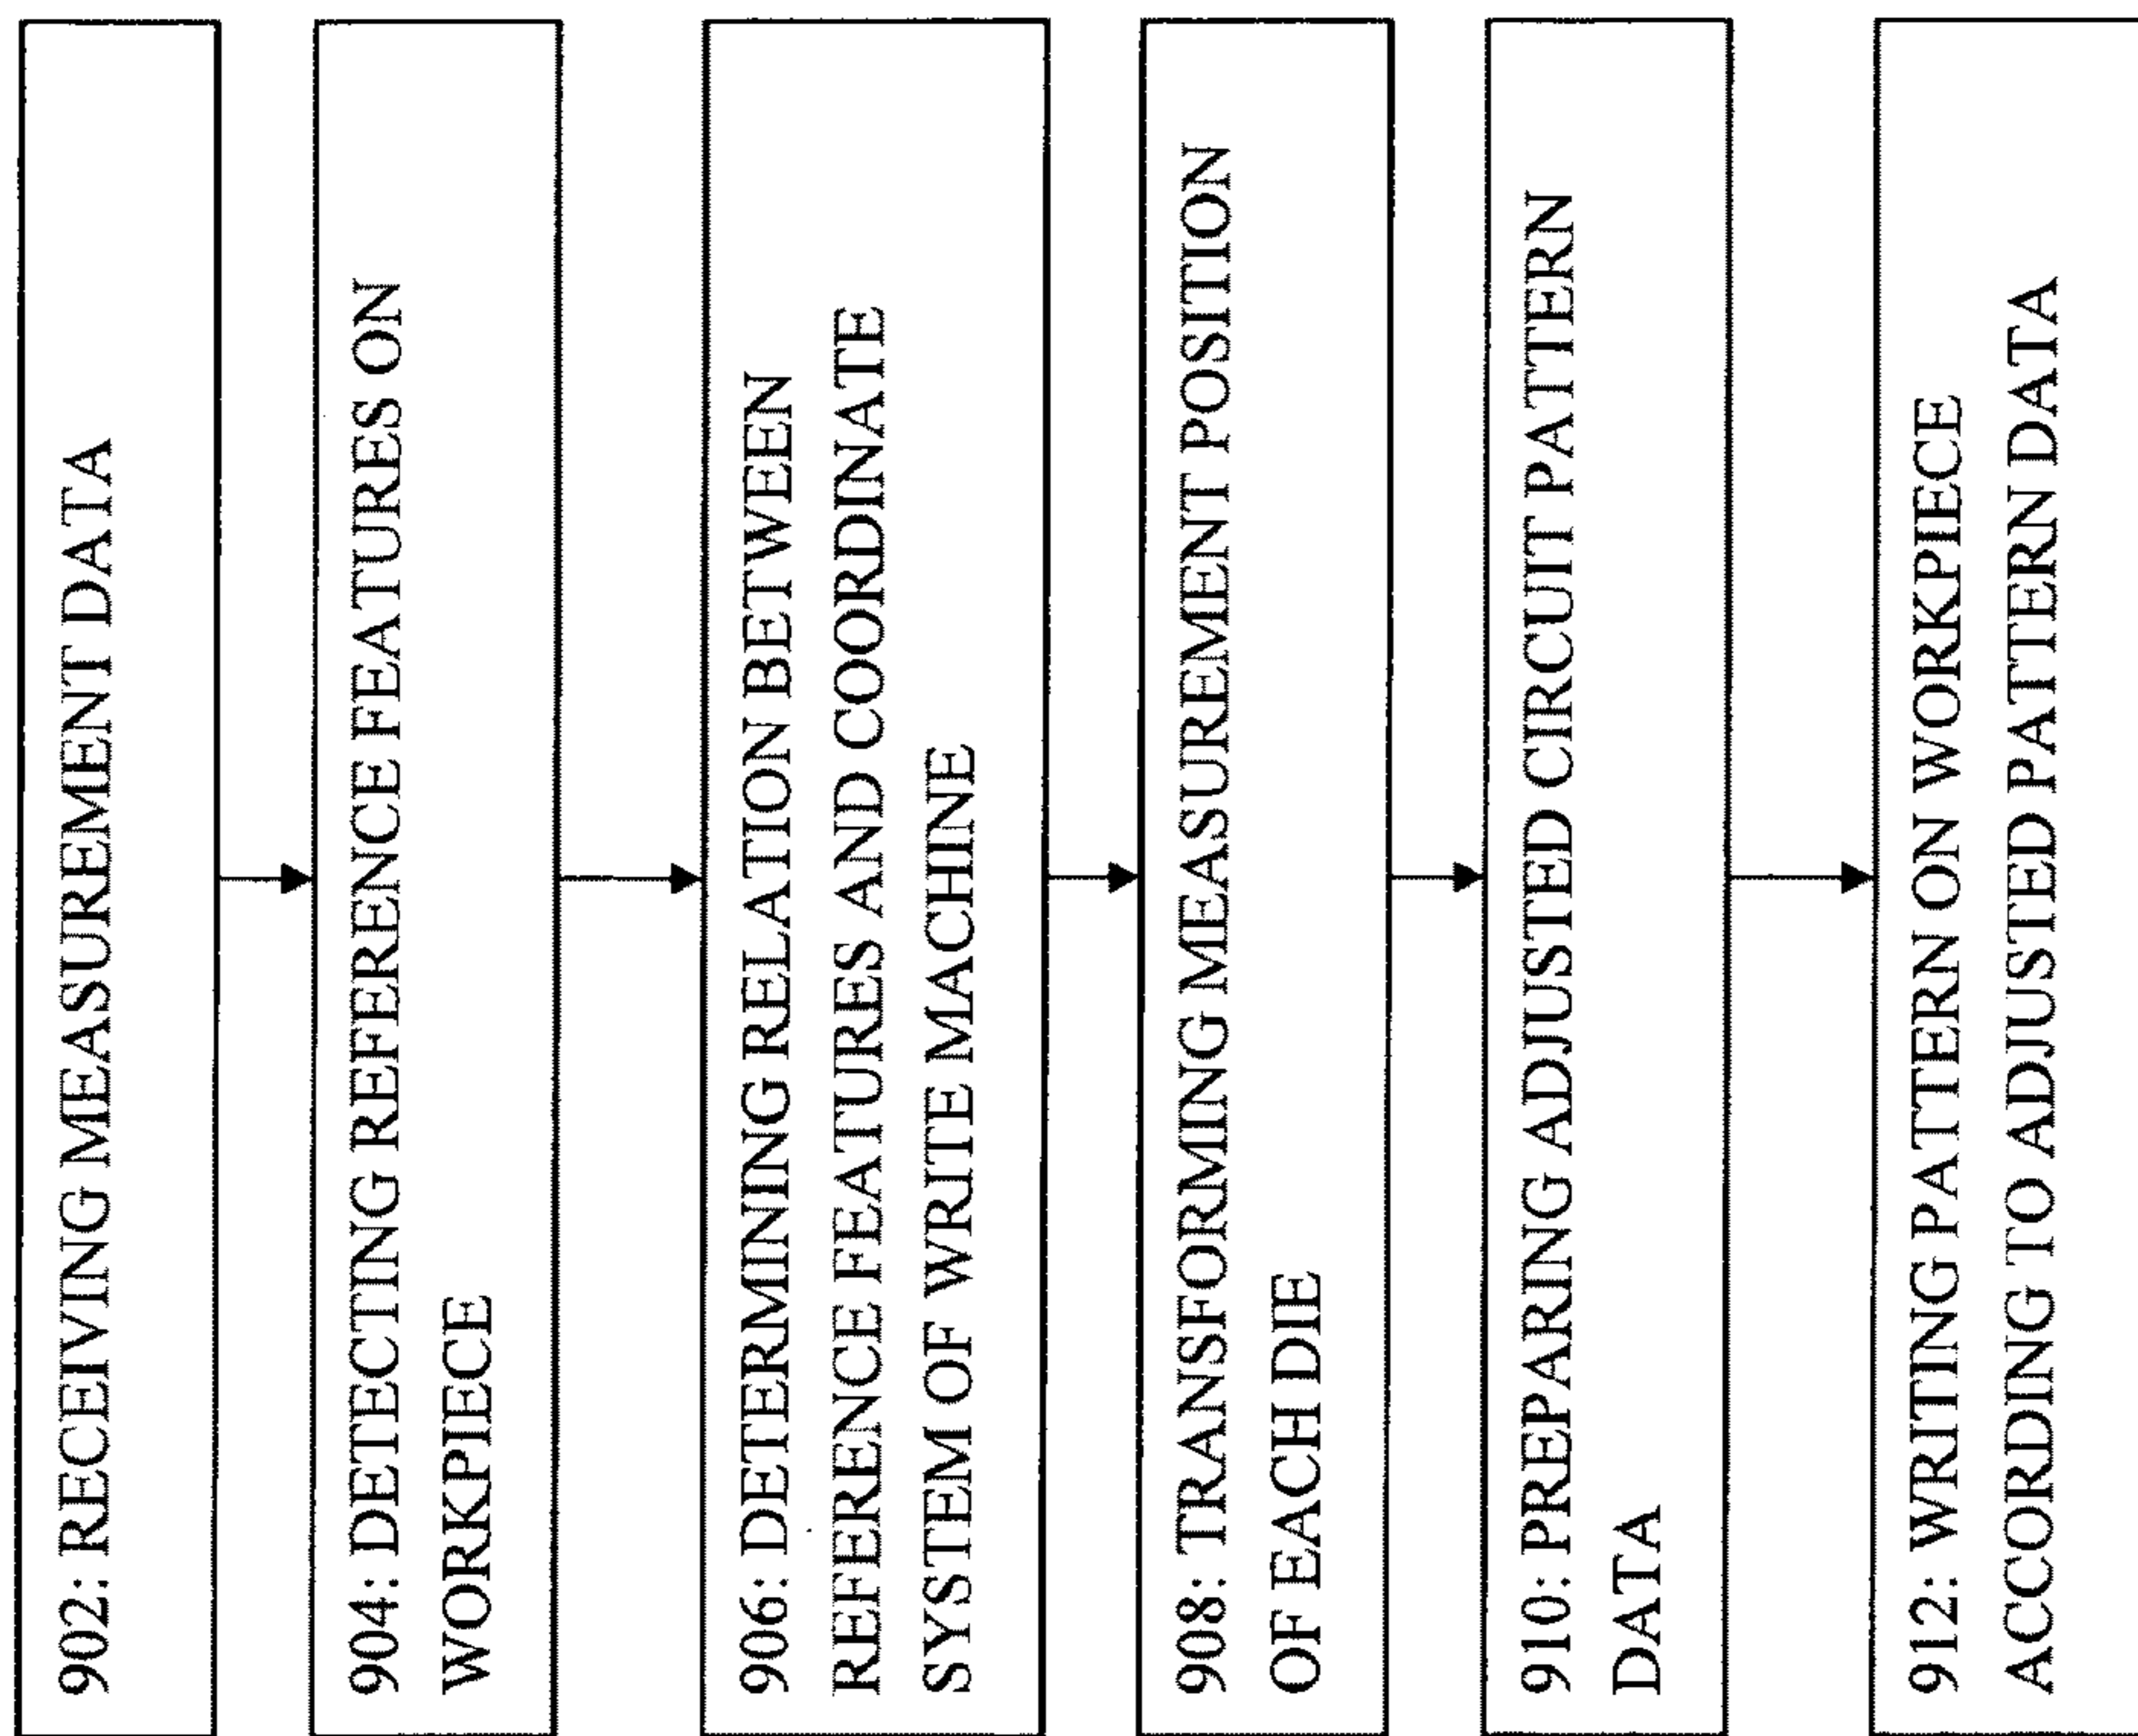 902: RECEIVING MEASUREMENT DATA
904: DETECTING REFERENCE FEATURES ON
WORKPIECE
906: DETERMINING RELATION BETWEEN
REFERENCE FEATURES AND COORDINATE
SYSTEM OF WRITE MACHINE
908: TRANSFORMING MEASUREMENT POSITION
OF EACH DIE
910: PREPARING ADJUSTED CIRCUIT PATTERN
DATA
912: WRITING PATTERN ON WORKPIECE
ACCORDING TO ADJUSTED PATTERN DATA